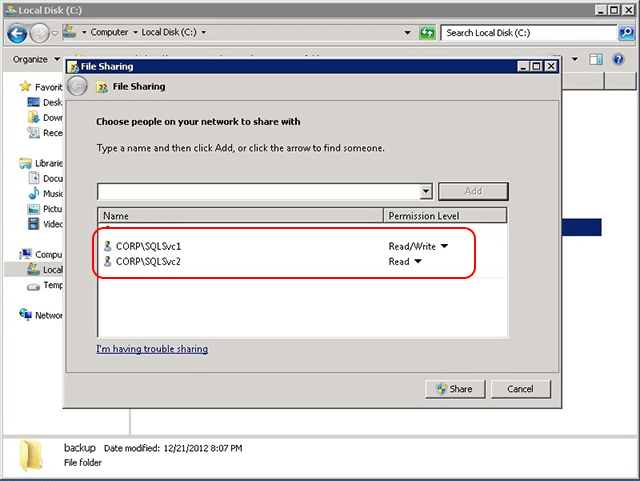 Local Disk (C:)
Computer Local Disk (C:)
Search Local Disk (C:)
Organize
File Sharing
File Sharing
Choose people on your network to share with
Type a name and then click Add, or click the arrow to find someone.
Add
Name Permission Level
CORP\SQLSvc1 Read/Write
CORP\SQLSvc2 Read
I'm having trouble sharing
Share Cancel
Favorit
Desk
Down
Rece
Librarie
Docu
Music
Pictu
Video
Compu
Local
Temp
Netwo
backup Date modified: 12/21/2012 8:07 PM
File folder